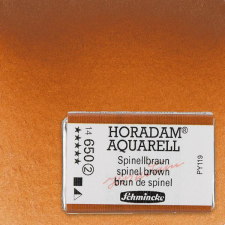 HORADAM®
AQUARELL
Spinellbraun
spinel brown
brun de spinel
Schmincke
14 650 2
★★★★★
PY119